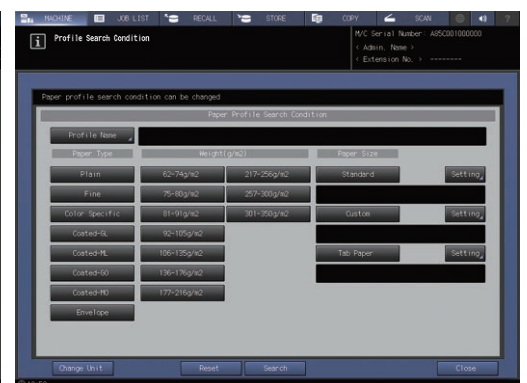 MACHINE JOB LIST RECALL STORE COPY SCAN ?
i Profile Search Condition
M/C Serial Number: A85C001000000
< Admin. Name >
< Extension No. > --------
Paper profile search condition can be changed
Paper Profile Search Condition
Profile Name
Paper Type Weight(g/m2) Paper Size
Plain 62-74g/m2 217-256g/m2 Standard Setting
Fine 75-80g/m2 257-300g/m2
Color Specific 81-91g/m2 301-350g/m2 Custom Setting
Coated-GL 92-105g/m2
Coated-ML 106-135g/m2 Tab Paper Setting
Coated-GO 136-176g/m2
Coated-MO 177-216g/m2
Envelope
Change Unit Reset Search Close